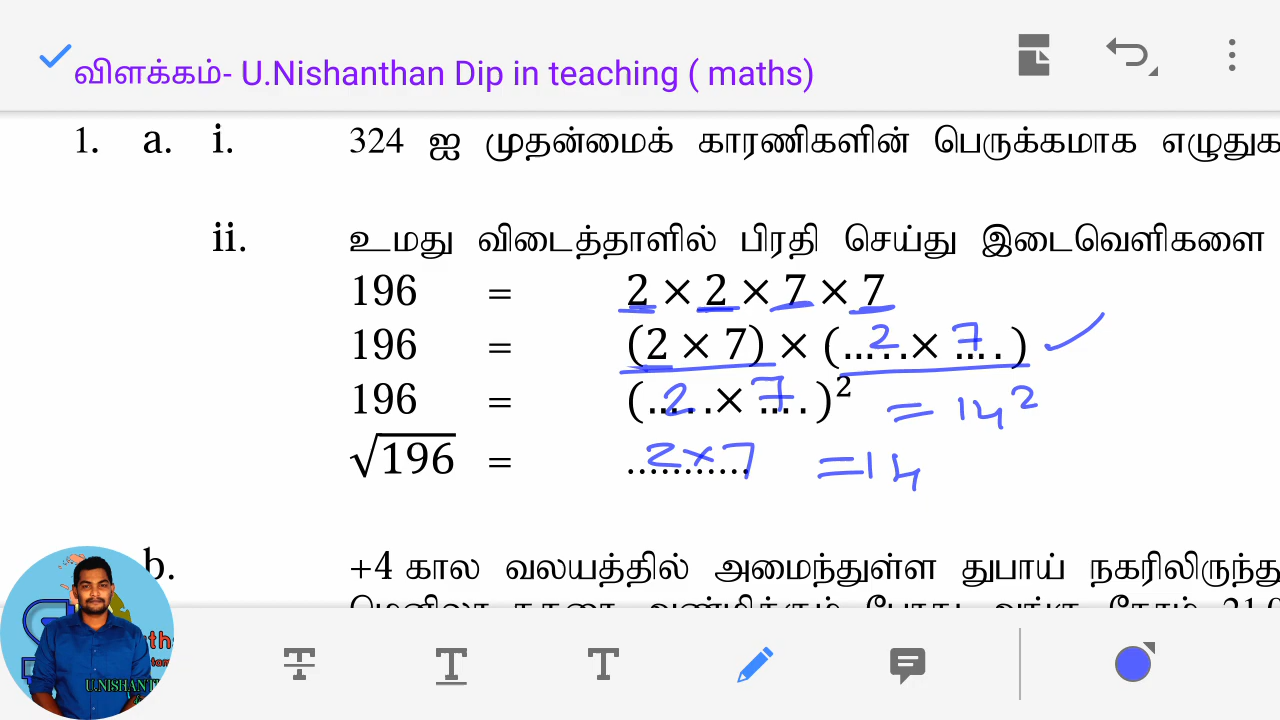 விளக்கம்- U.Nishanthan Dip in teaching ( maths)
1. a. i. 324 ஐ முதன்மைக் காரணிகளின் பெருக்கமாக எழுதுக
ii. உமது விடைத்தாளில் பிரதி செய்து இடைவெளிகளை
196 = 2 × 2 × 7 × 7
196 = (2 × 7) × (..2...× ..7.. )
196 = (..2...× ..7.. )² = 14²
√196 = 2×7 = 14
b. +4 கால வலயத்தில் அமைந்துள்ள துபாய் நகரிலிருந்து
U.NISHANTH